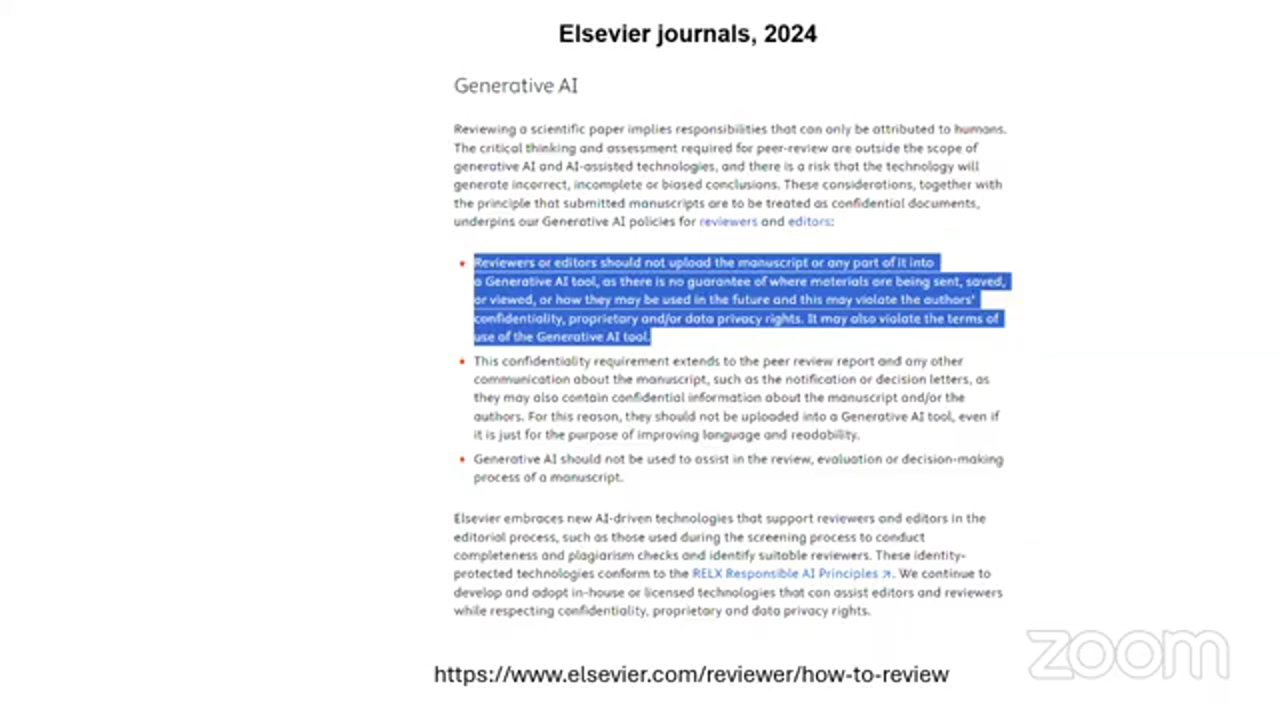 Elsevier journals, 2024
Generative AI
Reviewing a scientific paper implies responsibilities that can only be attributed to humans.
The critical thinking and assessment required for peer-review are outside the scope of
generative AI and AI-assisted technologies, and there is a risk that the technology will
generate incorrect, incomplete or biased conclusions. These considerations, together with
the principle that submitted manuscripts are to be treated as confidential documents,
underpins our Generative AI policies for reviewers and editors:
• Reviewers or editors should not upload the manuscript or any part of it into
a Generative AI tool, as there is no guarantee of where materials are being sent, saved,
or viewed, or how they may be used in the future and this may violate the authors'
confidentiality, proprietary and/or data privacy rights. It may also violate the terms of
use of the Generative AI tool.
• This confidentiality requirement extends to the peer review report and any other
communication about the manuscript, such as the notification or decision letters, as
they may also contain confidential information about the manuscript and/or the
authors. For this reason, they should not be uploaded into a Generative AI tool, even if
it is just for the purpose of improving language and readability.
• Generative AI should not be used to assist in the review, evaluation or decision-making
process of a manuscript.
Elsevier embraces new AI-driven technologies that support reviewers and editors in the
editorial process, such as those used during the screening process to conduct
completeness and plagiarism checks and identify suitable reviewers. These identity-
protected technologies conform to the RELX Responsible AI Principles ↗. We continue to
develop and adopt in-house or licensed technologies that can assist editors and reviewers
while respecting confidentiality, proprietary and data privacy rights.
https://www.elsevier.com/reviewer/how-to-review
zoom